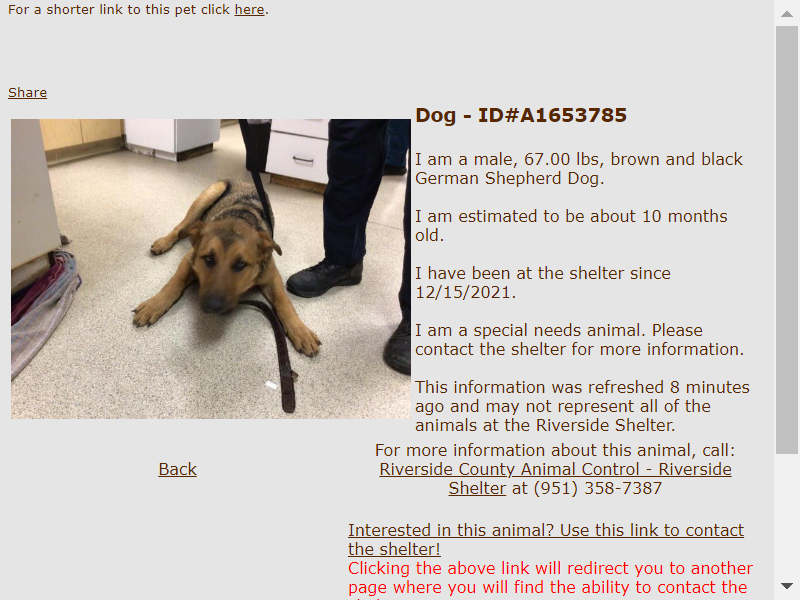 For a shorter link to this pet click here.
Share
Dog - ID#A1653785
I am a male, 67.00 lbs, brown and black
German Shepherd Dog.
I am estimated to be about 10 months
old.
I have been at the shelter since
12/15/2021.
I am a special needs animal. Please
contact the shelter for more information.
This information was refreshed 8 minutes
ago and may not represent all of the
animals at the Riverside Shelter.
For more information about this animal, call:
Riverside County Animal Control - Riverside
Shelter at (951) 358-7387
Back
Interested in this animal? Use this link to contact
the shelter!
Clicking the above link will redirect you to another
page where you will find the ability to contact the